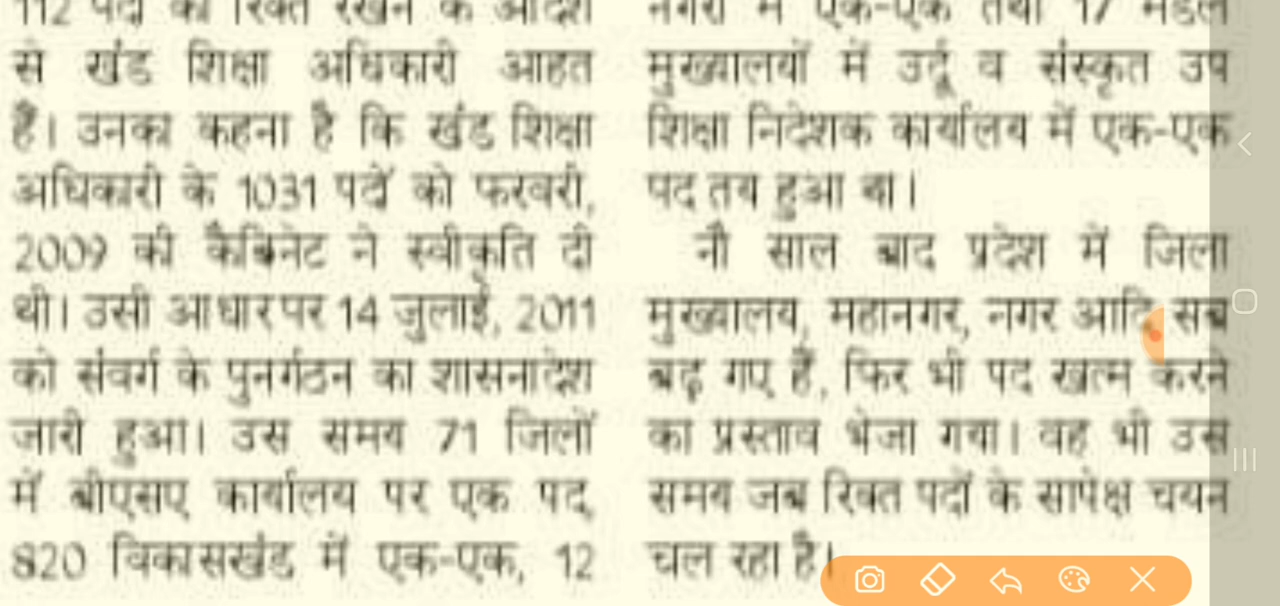 112 पदों को रिक्त रखने के आदेश
से खंड शिक्षा अधिकारी आहत
हैं। उनका कहना है कि खंड शिक्षा
अधिकारी के 1031 पदों को फरवरी,
2009 की कैबिनेट ने स्वीकृति दी
थी। उसी आधार पर 14 जुलाई, 2011
को संवर्ग के पुनर्गठन का शासनादेश
जारी हुआ। उस समय 71 जिलों
में बीएसए कार्यालय पर एक पद,
820 विकासखंड में एक-एक, 12
नगरों में एक-एक तथा 17 मंडल
मुख्यालयों में उर्दू व संस्कृत उप
शिक्षा निदेशक कार्यालय में एक-एक
पद तय हुआ था।
नौ साल बाद प्रदेश में जिला
मुख्यालय, महानगर, नगर आदि सब
बढ़ गए हैं, फिर भी पद खत्म करने
का प्रस्ताव भेजा गया। वह भी उस
समय जब रिक्त पदों के सापेक्ष चयन
चल रहा है।